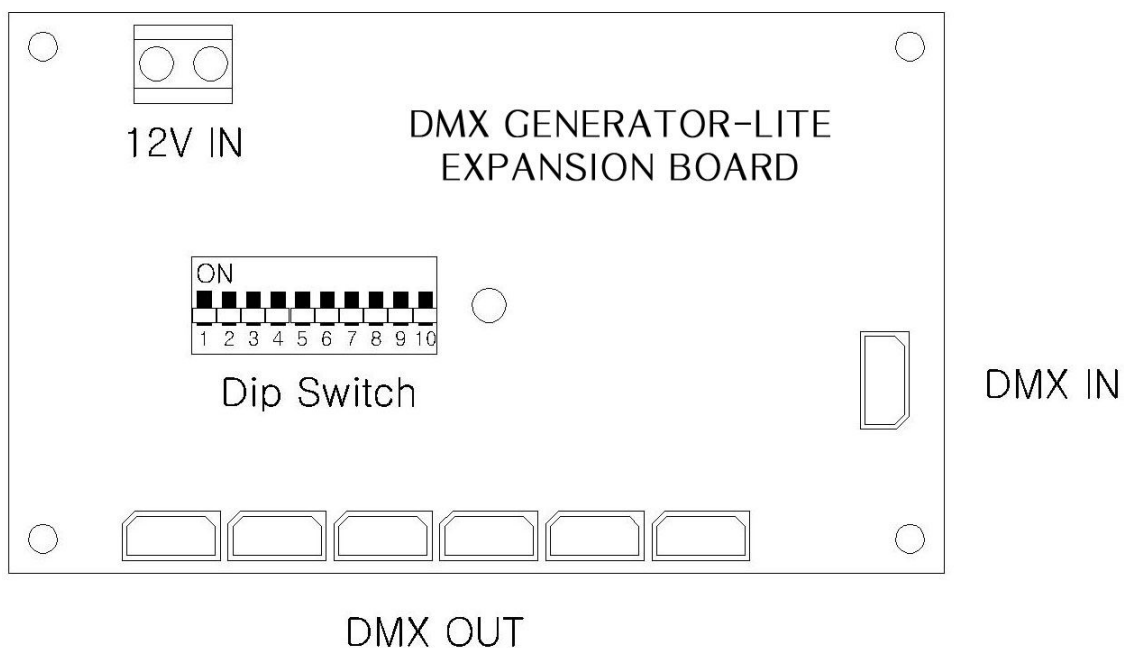 12V IN
DMX GENERATOR-LITE
EXPANSION BOARD
ON
1 2 3 4 5 6 7 8 9 10
Dip Switch
DMX IN
DMX OUT